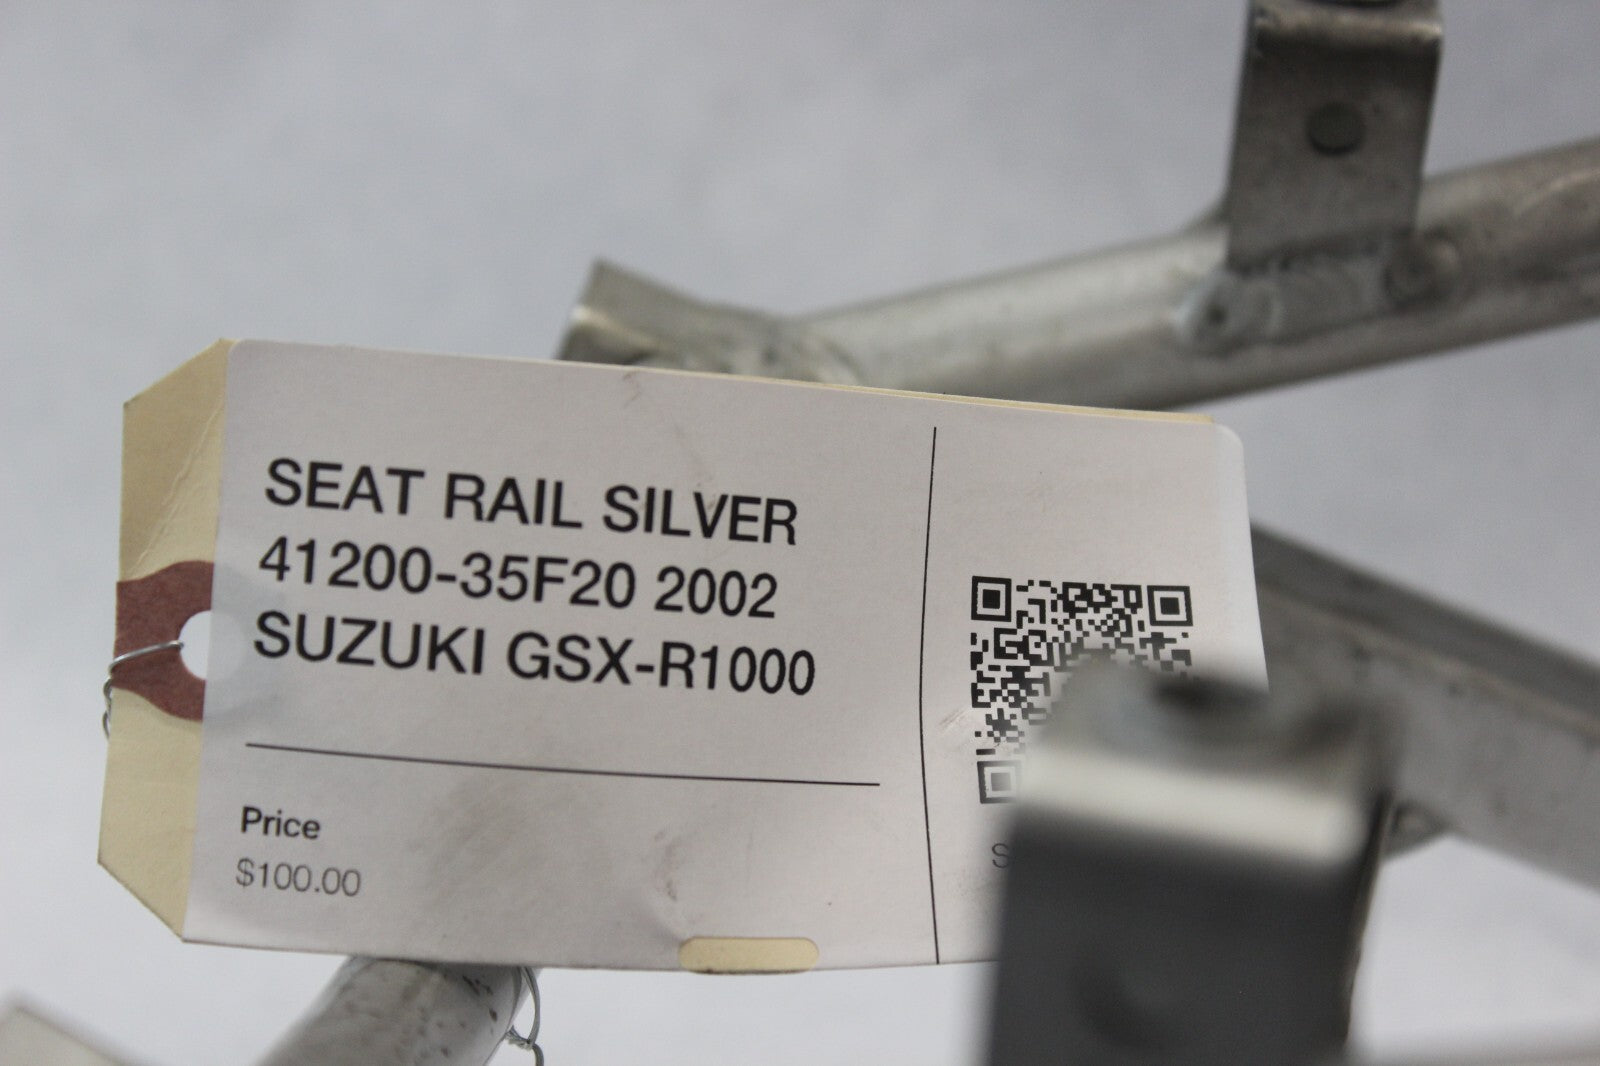 SEAT RAIL SILVER
41200-35F20 2002
SUZUKI GSX-R1000
Price
$100.00
S